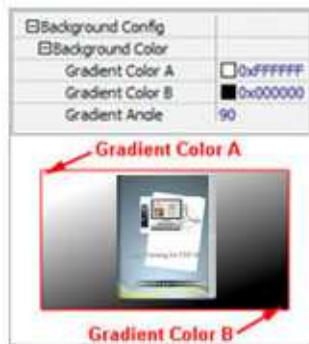 Background Config
Background Color
Gradient Color A 0xFFFFFF
Gradient Color B 0x000000
Gradient Angle 90
Gradient Color A
Gradient Color B